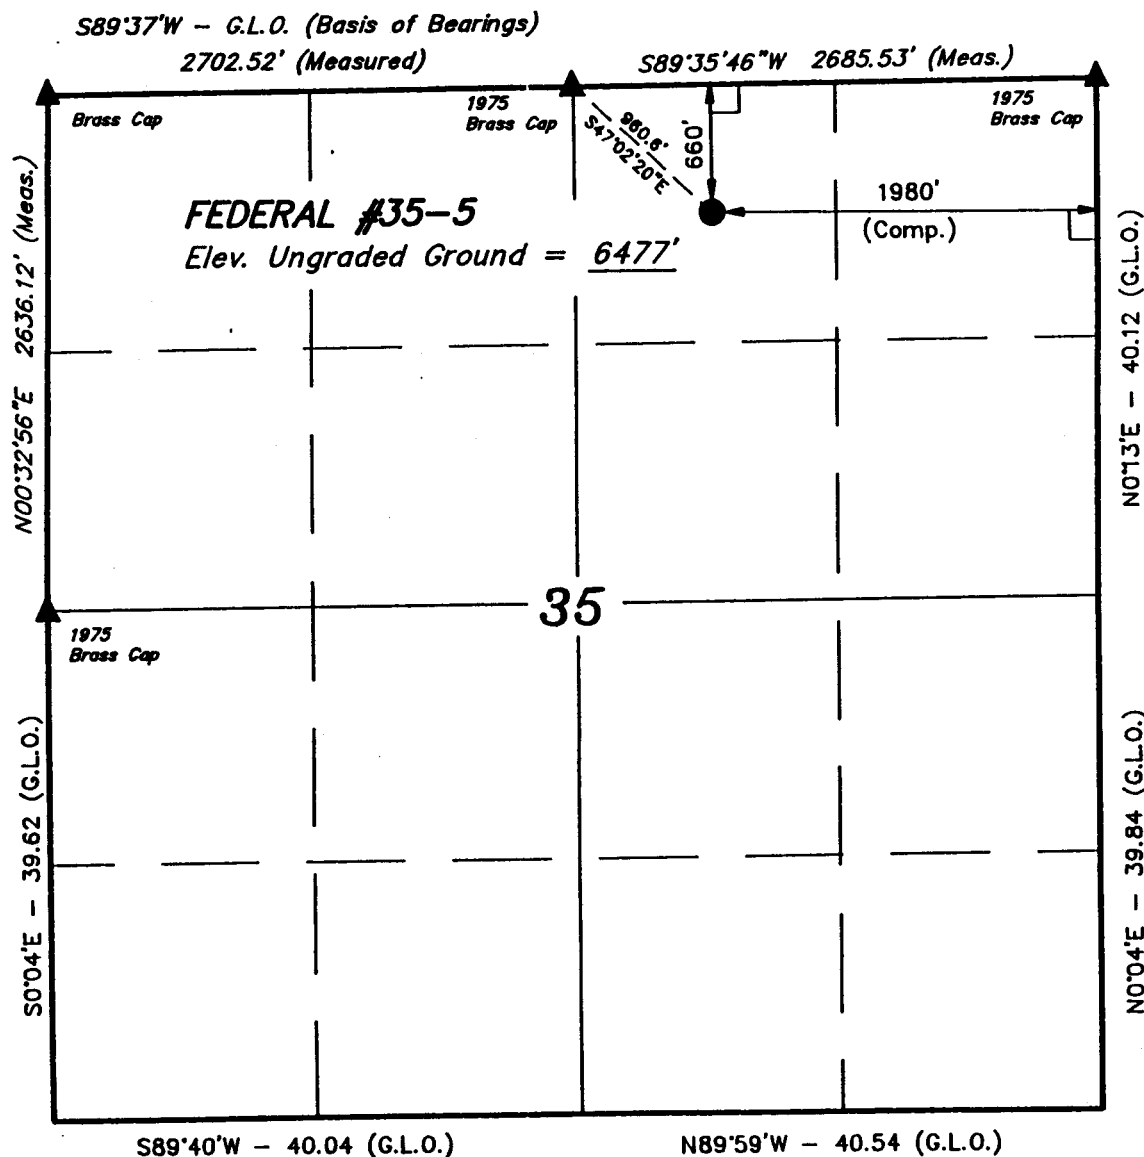 S89°37'W - G.L.O. (Basis of Bearings)
2702.52' (Measured)
S89°35'46"W 2685.53' (Meas.)
Brass Cap
1975
Brass Cap
1975
Brass Cap
960.6'
S47°02'20"E
660'
1980'
(Comp.)
FEDERAL #35-5
Elev. Ungraded Ground = 6477'
N00°32'56"E 2636.12' (Meas.)
N0°13'E - 40.12 (G.L.O.)
35
1975
Brass Cap
S0°04'E - 39.62 (G.L.O.)
N0°04'E - 39.84 (G.L.O.)
S89°40'W - 40.04 (G.L.O.)
N89°59'W - 40.54 (G.L.O.)